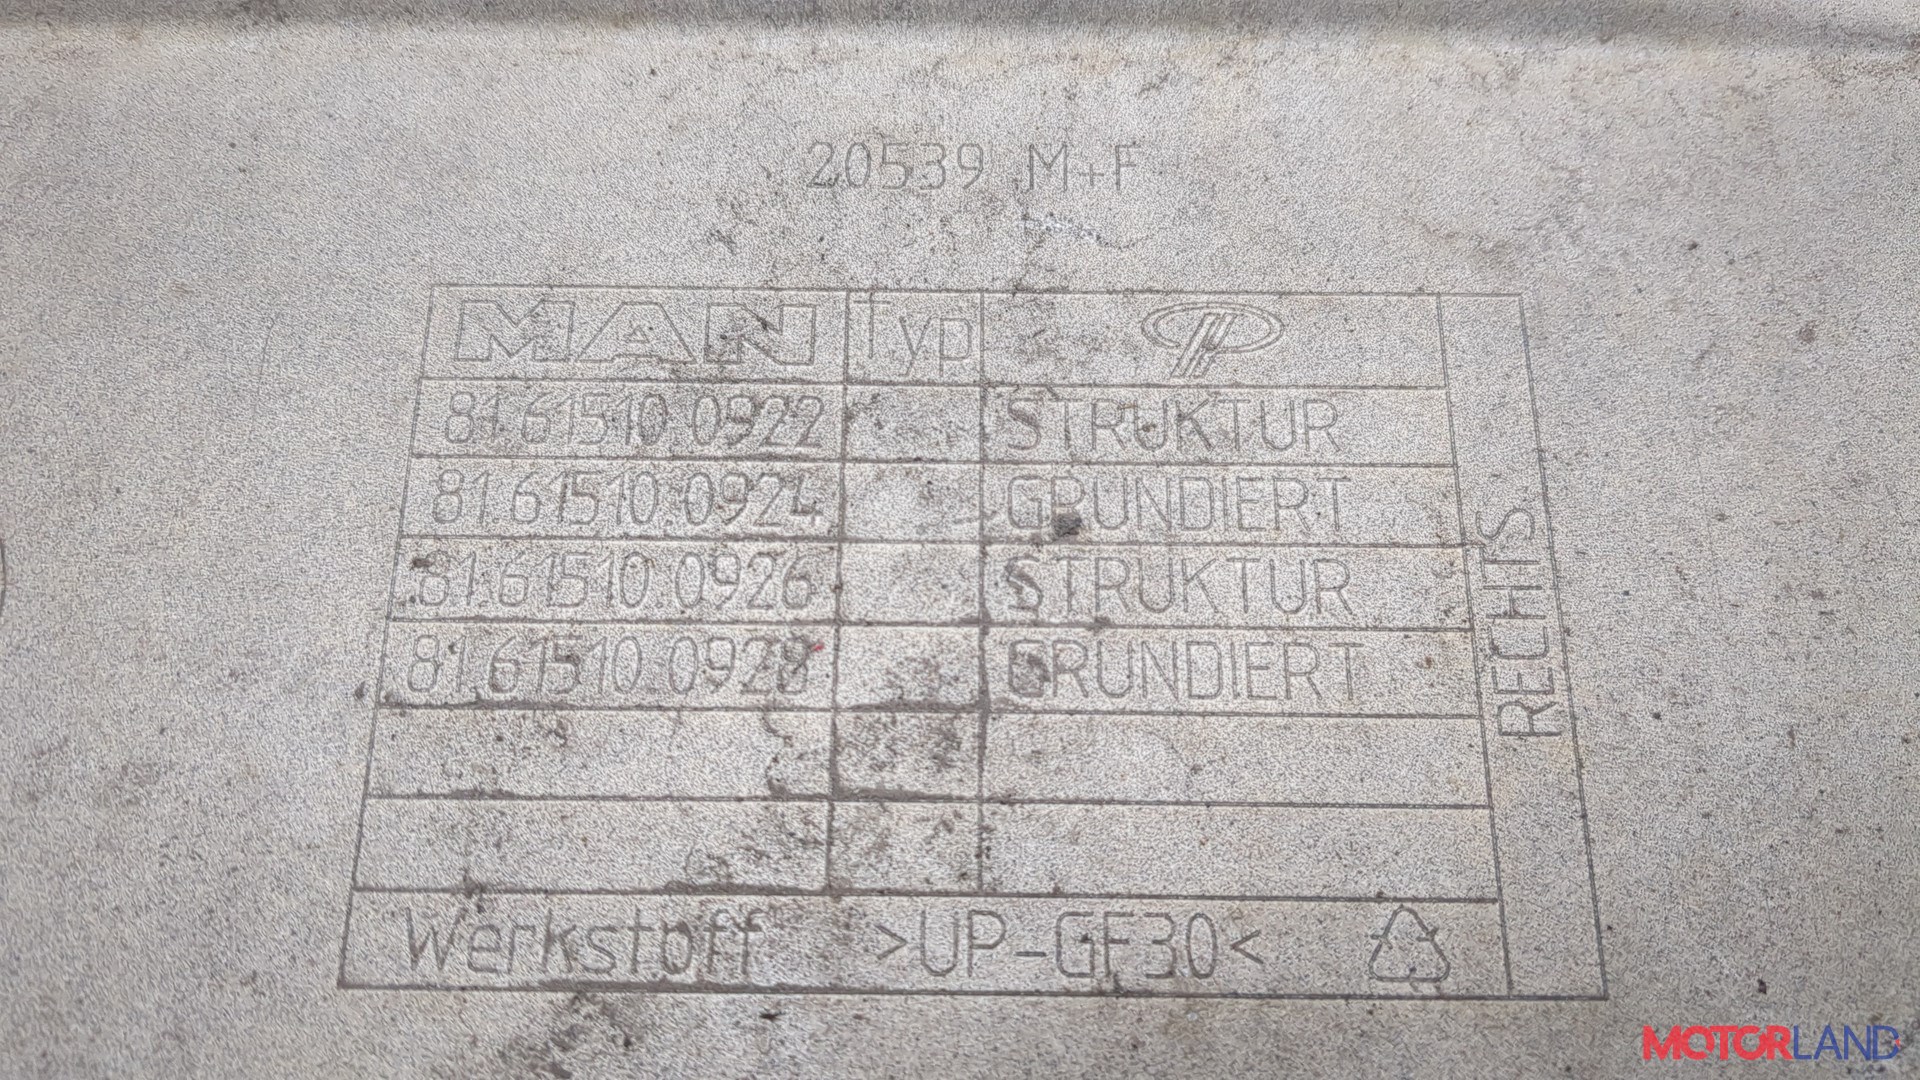 20539 M+F
MAN Typ
81.61510.0922 STRUKTUR
81.61510.0924 GRUNDIERT
81.61510.0926 STRUKTUR
81.61510.0928 GRUNDIERT
RECHTS
Werkstoff >UP-GF30<
MOTORLAND